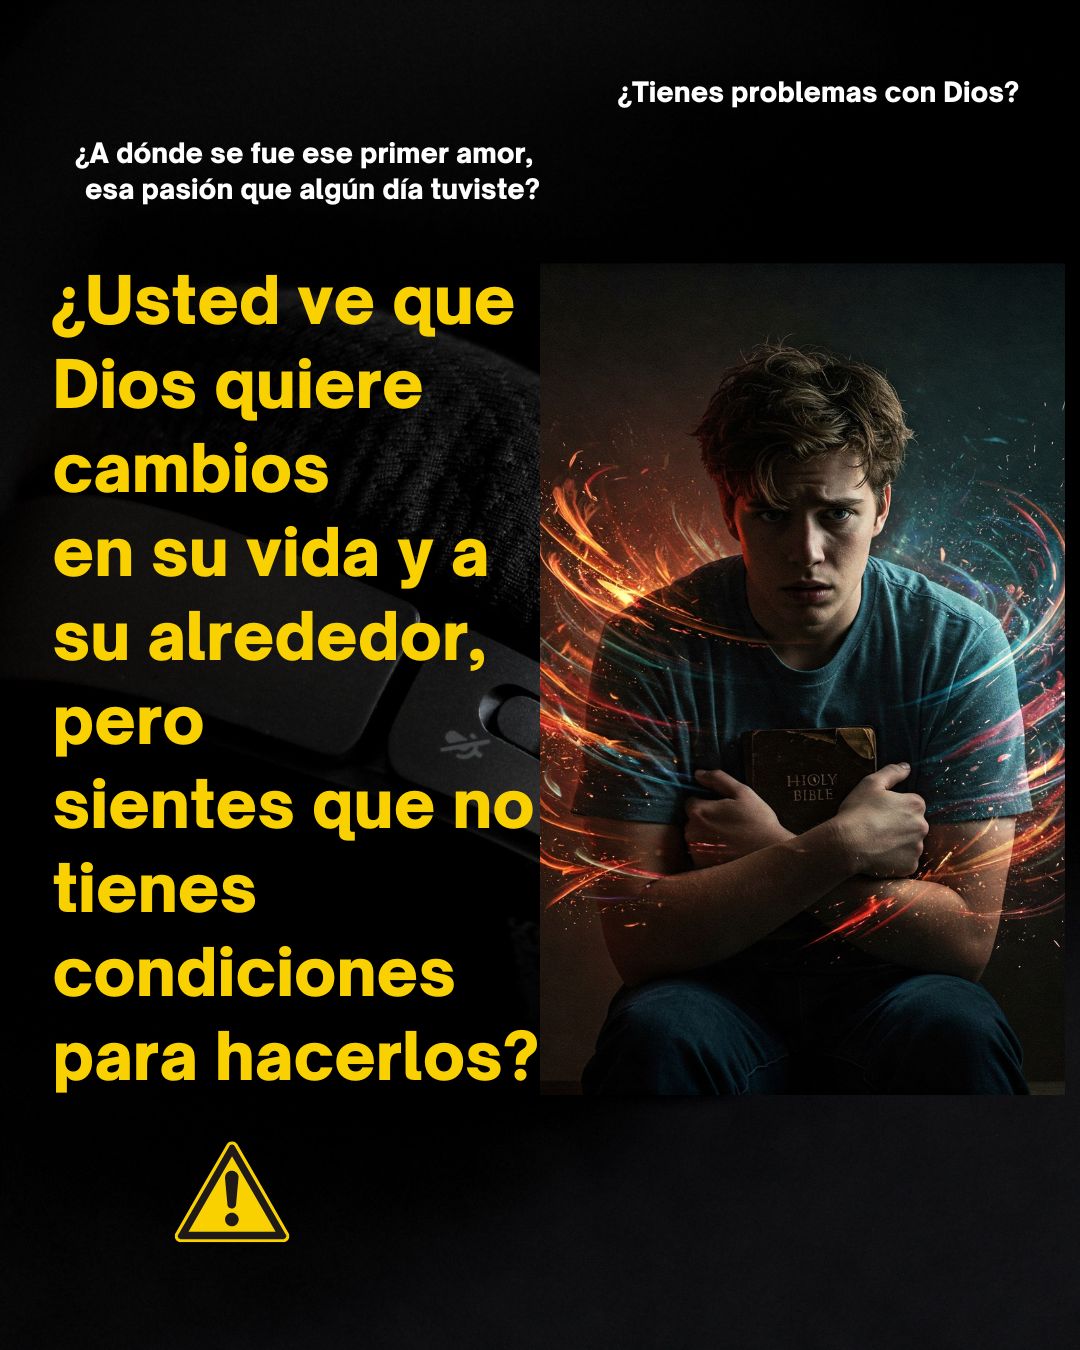 ¿Tienes problemas con Dios?
¿A dónde se fue ese primer amor,
esa pasión que algún día tuviste?
¿Usted ve que
Dios quiere
cambios
en su vida y a
su alrededor,
pero
sientes que no
tienes
condiciones
para hacerlos?
HIOLY
BIBLE